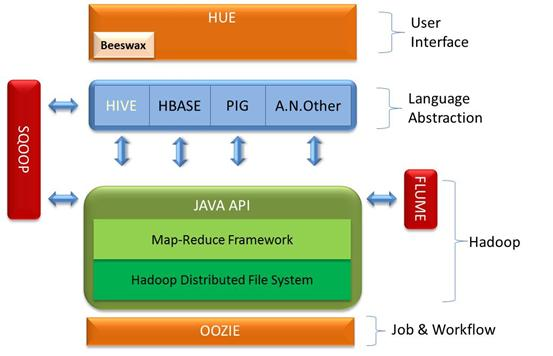 HUE
Beeswax
User
Interface
SQOOP
HIVE
HBASE
PIG
A.N.Other
Language
Abstraction
JAVA API
Map-Reduce Framework
Hadoop Distributed File System
FLUME
Hadoop
OOZIE
Job & Workflow